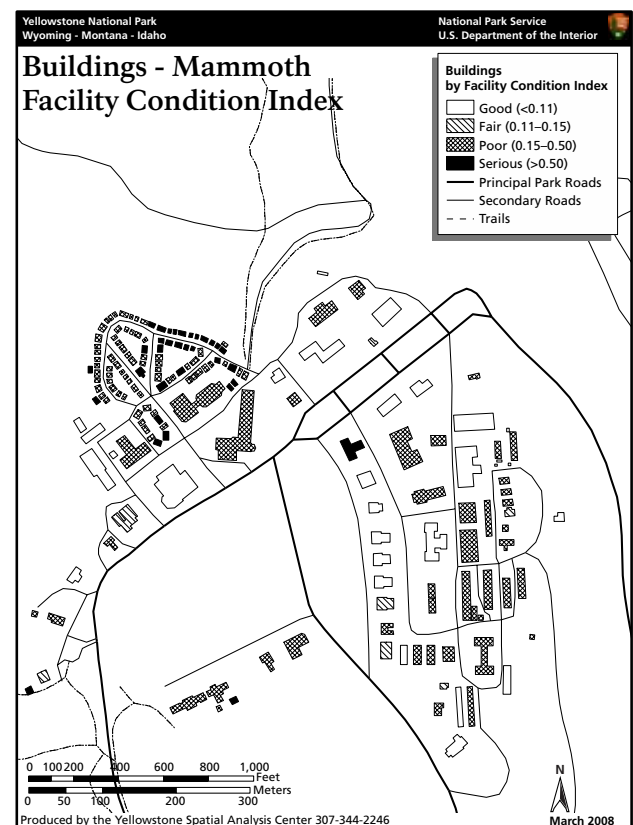 Yellowstone National Park
Wyoming - Montana - Idaho
National Park Service
U.S. Department of the Interior
Buildings - Mammoth
Facility Condition Index
Buildings
by Facility Condition Index
Good (<0.11)
Fair (0.11–0.15)
Poor (0.15–0.50)
Serious (>0.50)
Principal Park Roads
Secondary Roads
Trails
0 100 200 400 600 800 1,000
Feet
Meters
0 50 100 200 300
N
Produced by the Yellowstone Spatial Analysis Center 307-344-2246
March 2008